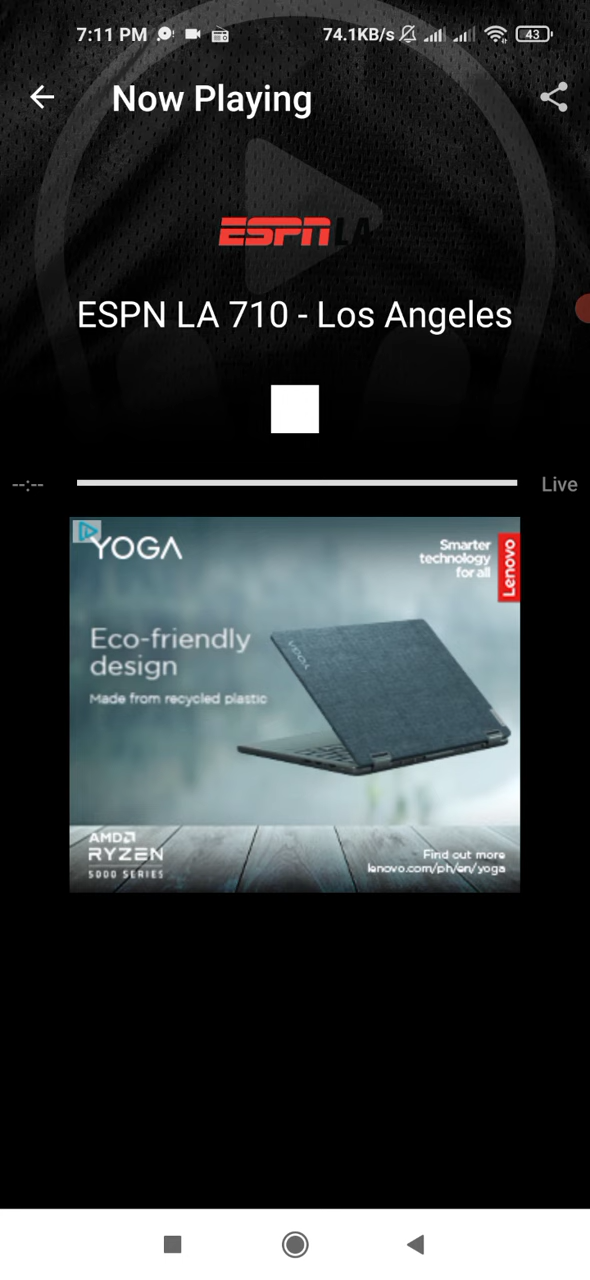 7:11 PM 74.1KB/s 43
Now Playing
ESPN LA
ESPN LA 710 - Los Angeles
--:-- Live
YOGA
Smarter
technology
for all
Lenovo
Eco-friendly
design
Made from recycled plastic
YOGA
AMD
RYZEN
5000 SERIES
Find out more
lenovo.com/ph/en/yoga